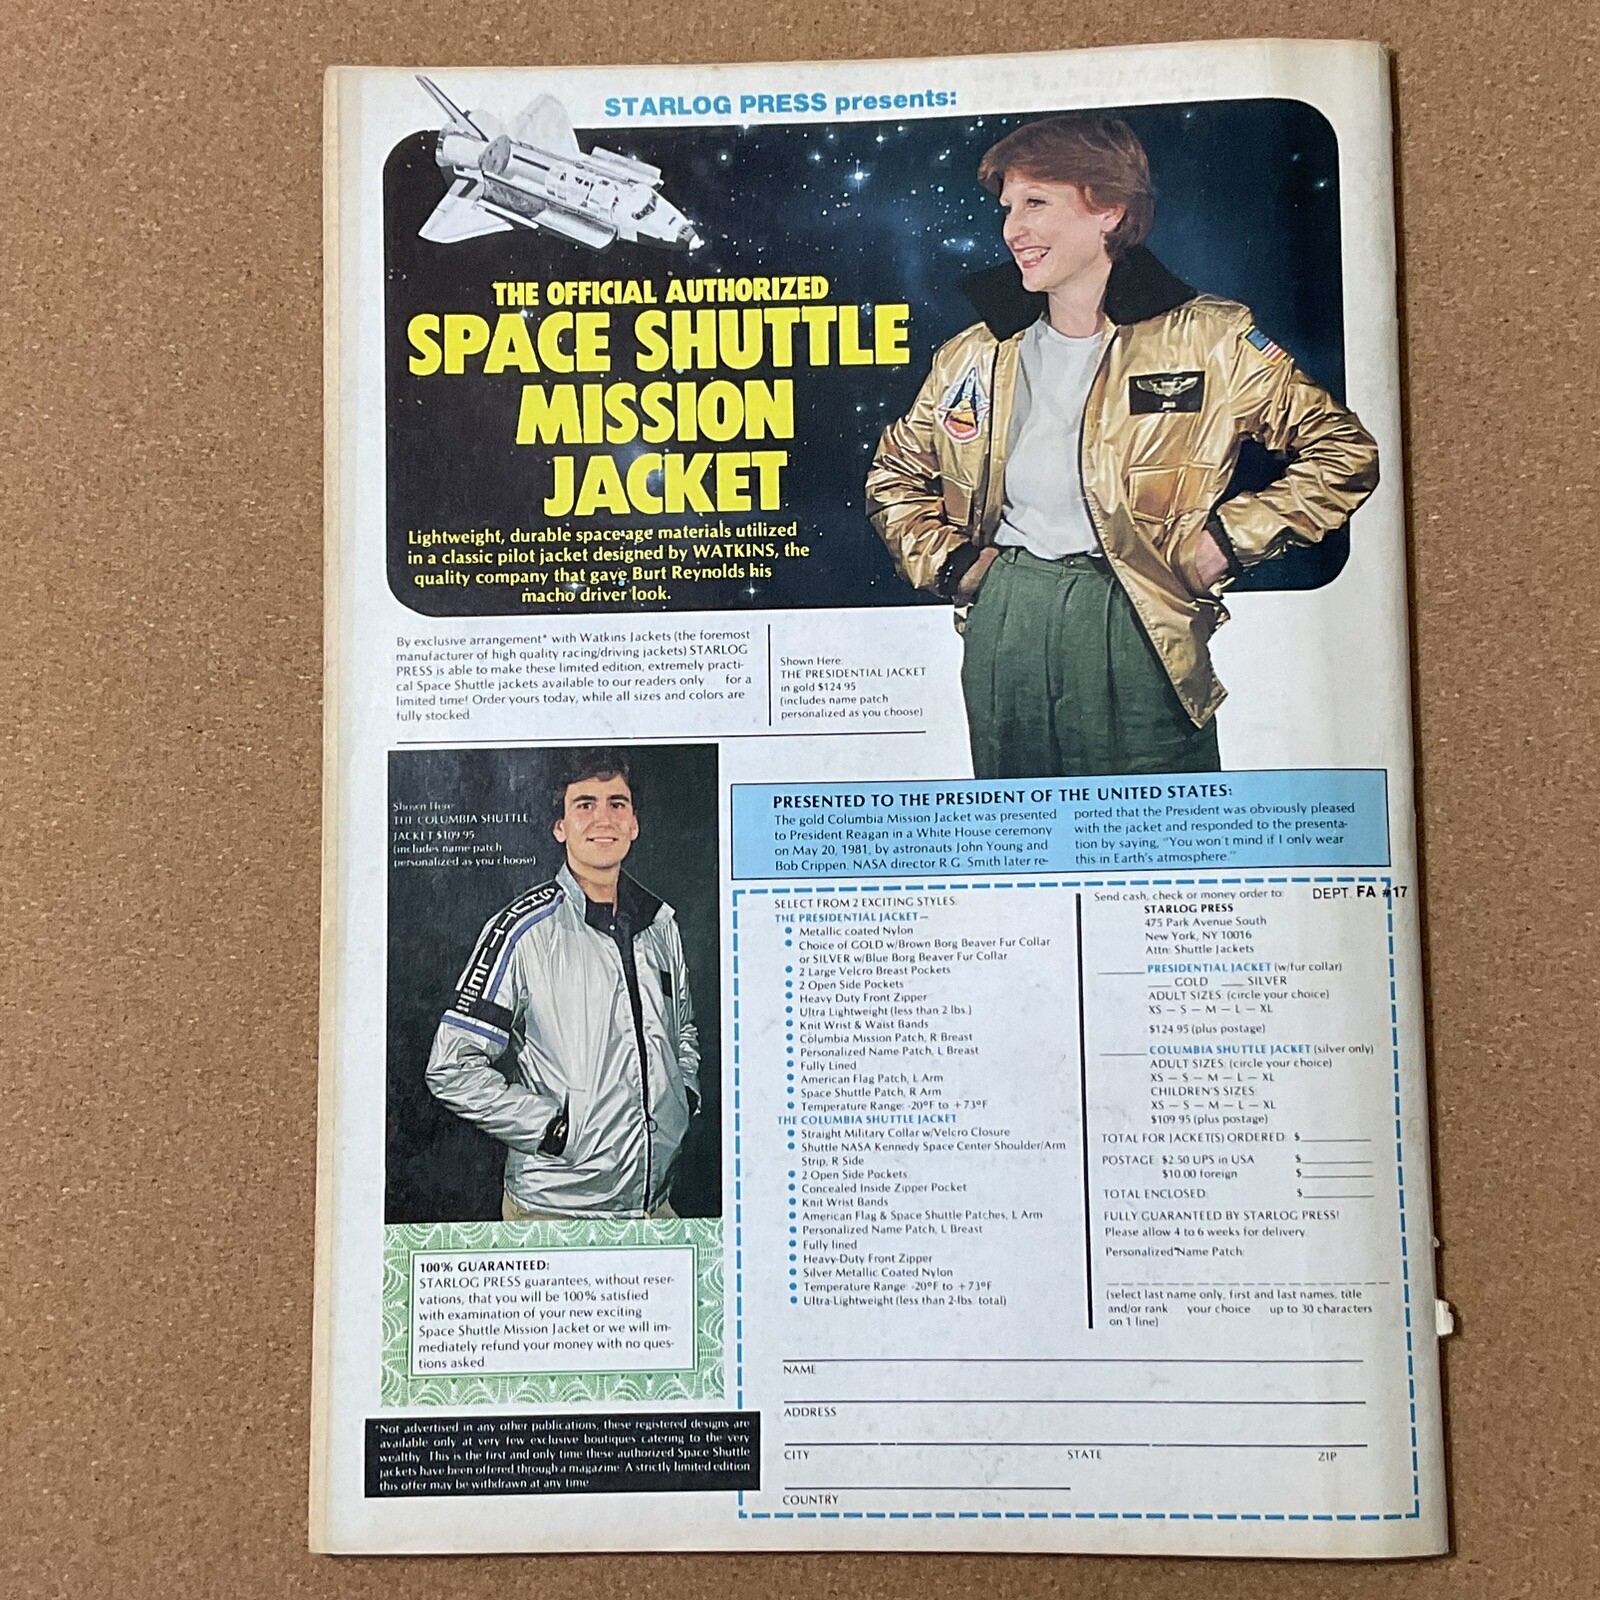 STARLOG PRESS presents:
THE OFFICIAL AUTHORIZED
SPACE SHUTTLE
MISSION
JACKET
Lightweight, durable space-age materials utilized
in a classic pilot jacket designed by WATKINS, the
quality company that gave Burt Reynolds his
macho driver look.
By exclusive arrangement* with Watkins Jackets (the foremost
manufacturer of high quality racing/driving jackets) STARLOG
PRESS is able to make these limited edition, extremely practi-
cal Space Shuttle jackets available to our readers only for a
limited time! Order yours today, while all sizes and colors are
fully stocked.
Shown Here:
THE PRESIDENTIAL JACKET
in gold $124.95
(includes name patch
personalized as you choose)
Shown Here:
THE COLUMBIA SHUTTLE
JACKET $109.95
(includes name patch
personalized as you choose)
SHUTTLE
PRESENTED TO THE PRESIDENT OF THE UNITED STATES:
The gold Columbia Mission Jacket was presented
to President Reagan in a White House ceremony
on May 20, 1981, by astronauts John Young and
Bob Crippen. NASA director R.G. Smith later re-
ported that the President was obviously pleased
with the jacket and responded to the presenta-
tion by saying, "You won't mind if I only wear
this in Earth's atmosphere."
SELECT FROM 2 EXCITING STYLES:
THE PRESIDENTIAL JACKET—
Metallic coated Nylon
Choice of GOLD w/Brown Borg Beaver Fur Collar
or SILVER w/Blue Borg Beaver Fur Collar
2 Large Velcro Breast Pockets
2 Open Side Pockets
Heavy Duty Front Zipper
Ultra Lightweight (less than 2 lbs.)
Knit Wrist & Waist Bands
Columbia Mission Patch, R Breast
Personalized Name Patch, L Breast
Fully Lined
American Flag Patch, L Arm
Space Shuttle Patch, R Arm
Temperature Range: -20°F to +73°F
THE COLUMBIA SHUTTLE JACKET
Straight Military Collar w/Velcro Closure
Shuttle NASA Kennedy Space Center Shoulder/Arm
Strip, R Side
2 Open Side Pockets
Concealed Inside Zipper Pocket
Knit Wrist Bands
American Flag & Space Shuttle Patches, L Arm
Personalized Name Patch, L Breast
Fully lined
Heavy-Duty Front Zipper
Silver Metallic Coated Nylon
Temperature Range: -20°F to +73°F
Ultra-Lightweight (less than 2-lbs. total)
Send cash, check or money order to:
DEPT. FA #17
STARLOG PRESS
475 Park Avenue South
New York, NY 10016
Attn: Shuttle Jackets
PRESIDENTIAL JACKET (w/fur collar)
GOLD SILVER
ADULT SIZES: (circle your choice)
XS — S — M — L — XL
$124.95 (plus postage)
COLUMBIA SHUTTLE JACKET (silver only)
ADULT SIZES: (circle your choice)
XS — S — M — L — XL
CHILDREN'S SIZES:
XS — S — M — L — XL
$109.95 (plus postage)
TOTAL FOR JACKET(S) ORDERED: $
POSTAGE: $2.50 UPS in USA $
$10.00 foreign $
TOTAL ENCLOSED: $
FULLY GUARANTEED BY STARLOG PRESS!
Please allow 4 to 6 weeks for delivery.
Personalized Name Patch:
(select last name only, first and last names, title
and/or rank your choice up to 30 characters
on 1 line)
NAME
ADDRESS
CITY STATE ZIP
COUNTRY
100% GUARANTEED:
STARLOG PRESS guarantees, without reser-
vations, that you will be 100% satisfied
with examination of your new exciting
Space Shuttle Mission Jacket or we will im-
mediately refund your money with no ques-
tions asked.
*Not advertised in any other publications, these registered designs are
available only at very few exclusive boutiques catering to the very
wealthy. This is the first and only time these authorized Space Shuttle
jackets have been offered through a magazine. A strictly limited edition
this offer may be withdrawn at any time.